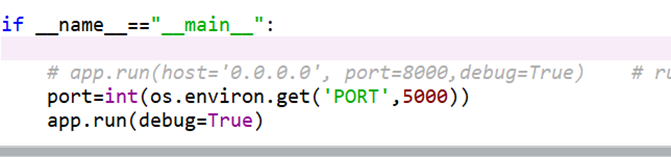 if __name__=="__main__":
# app.run(host='0.0.0.0', port=8000,debug=True)    #
port=int(os.environ.get('PORT',5000))
app.run(debug=True)